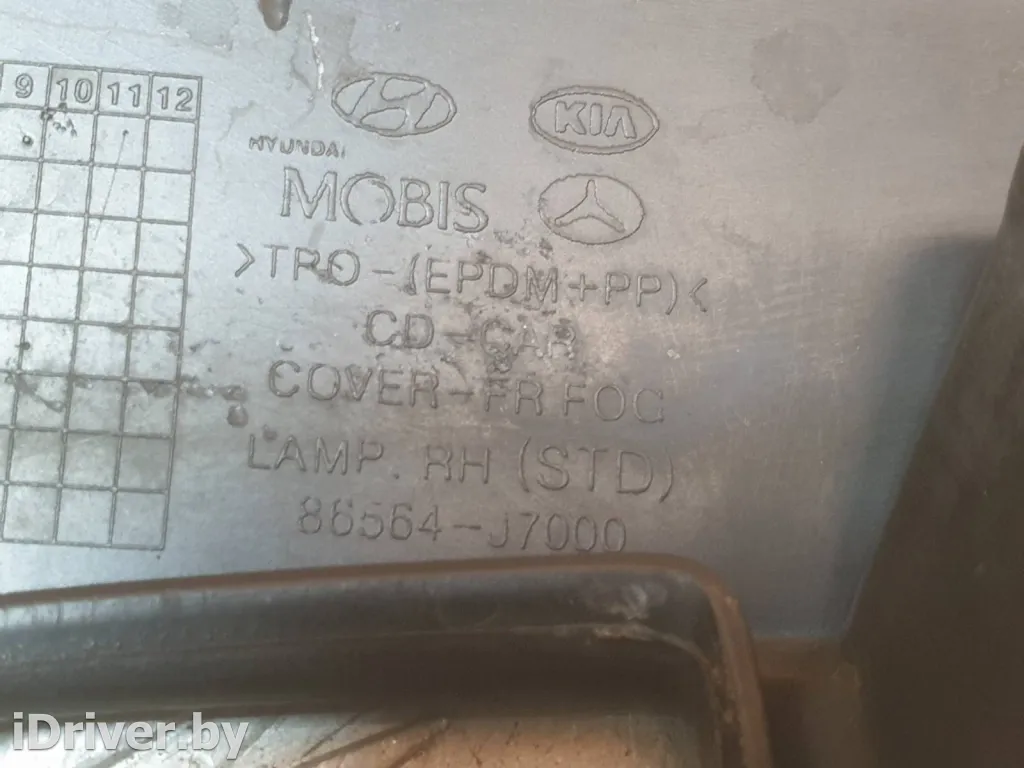 9 10 11 12
KIA
HYUNDAI
MOBIS
>TPO-(EPDM+PP)<
CD-CAR
COVER-FR FOG
LAMP. RH (STD)
86564-J7000
iDriver.by